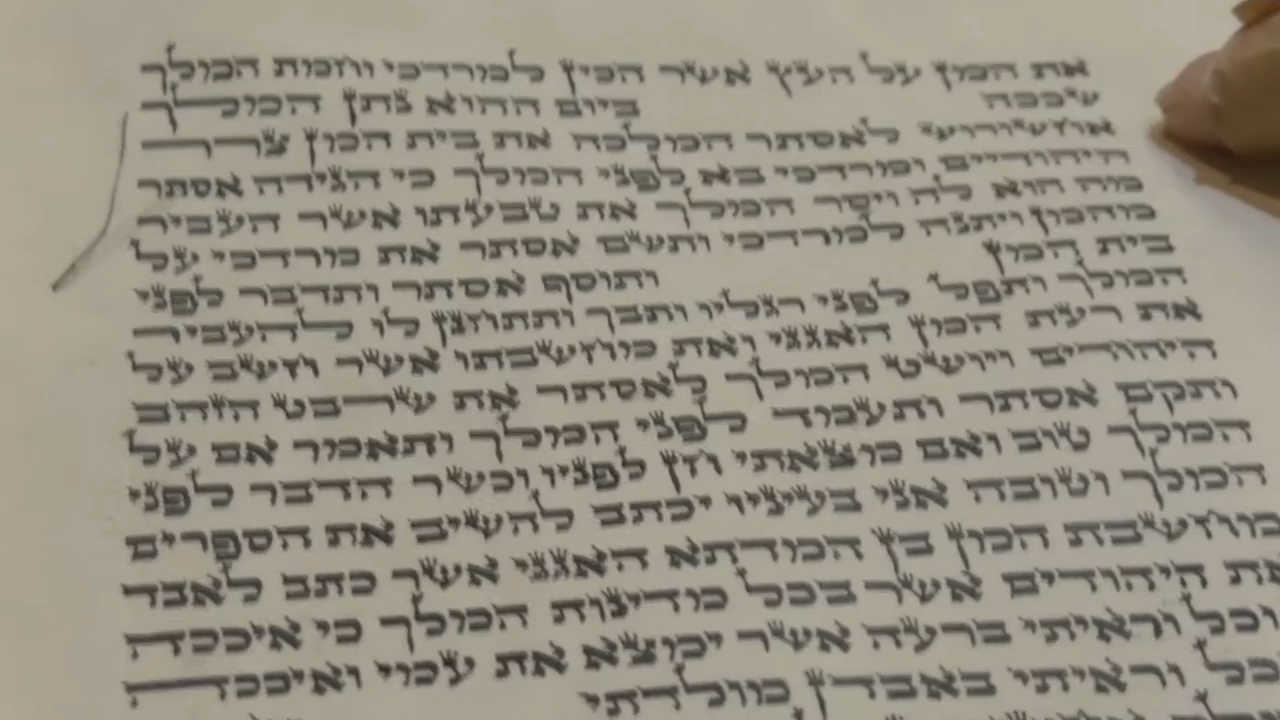 את המן על העץ אשר הכין למרדכי וחמת המלך
שככה ביום ההוא נתן המלך
אחשורוש לאסתר המלכה את בית המן צרר
היהודיים ומרדכי בא לפני המלך כי הגידה אסתר
מה הוא לה ויסר המלך את טבעתו אשר העביר
מהמן ויתנה למרדכי ותשם אסתר את מרדכי על
בית המן ותוסף אסתר ותדבר לפני
המלך ותפל לפני רגליו ותבך ותתחנן לו להעביר
את רעת המן האגגי ואת מחשבתו אשר חשב על
היהודים ויושט המלך לאסתר את שרבט הזהב
ותקם אסתר ותעמד לפני המלך ותאמר אם על
המלך טוב ואם מצאתי חן לפניו וכשר הדבר לפני
המלך וטובה אני בעיניו יכתב להשיב את הספרים
מחשבת המן בן המדתא האגגי אשר כתב לאבד
את היהודים אשר בכל מדינות המלך כי איככה
וכל וראיתי ברעה אשר ימצא את עמי ואיככה
וכל וראיתי באבדן מולדתי